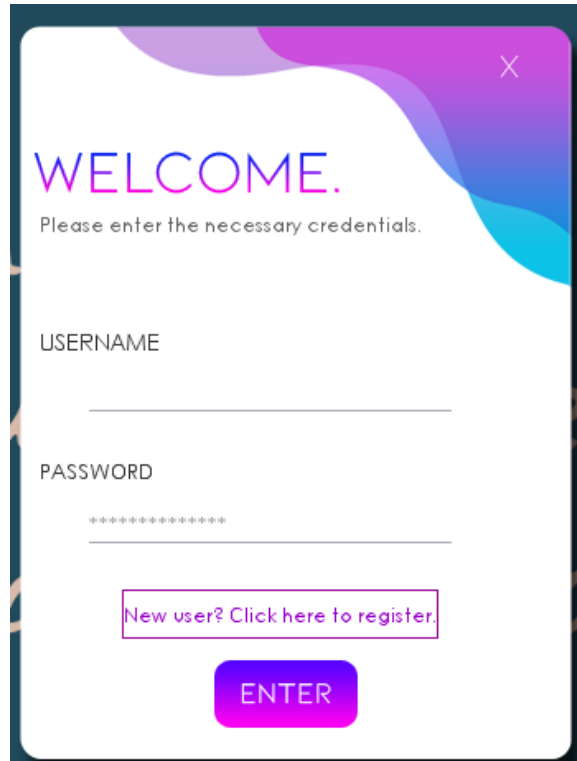 X
WELCOME.
Please enter the necessary credentials.
USERNAME
PASSWORD
**************
New user? Click here to register.
ENTER